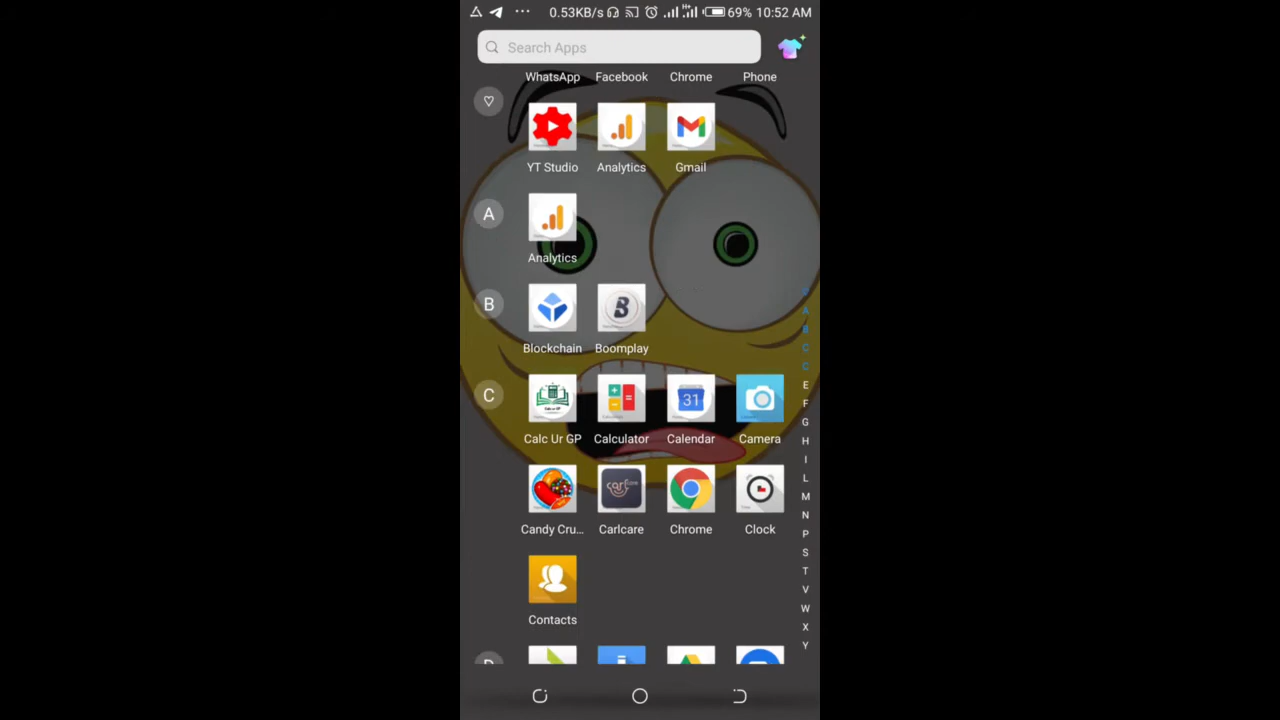 0.53KB/s H+ 69% 10:52 AM
Search Apps
WhatsApp Facebook Chrome Phone
YT Studio Analytics Gmail
A
Analytics
B
31
Blockchain Boomplay
C
Calc Ur GP Calculator Calendar Camera
Candy Cru... Carlcare Chrome Clock
Contacts
A
B
C
E
F
G
H
I
L
M
N
P
S
T
V
W
X
Y